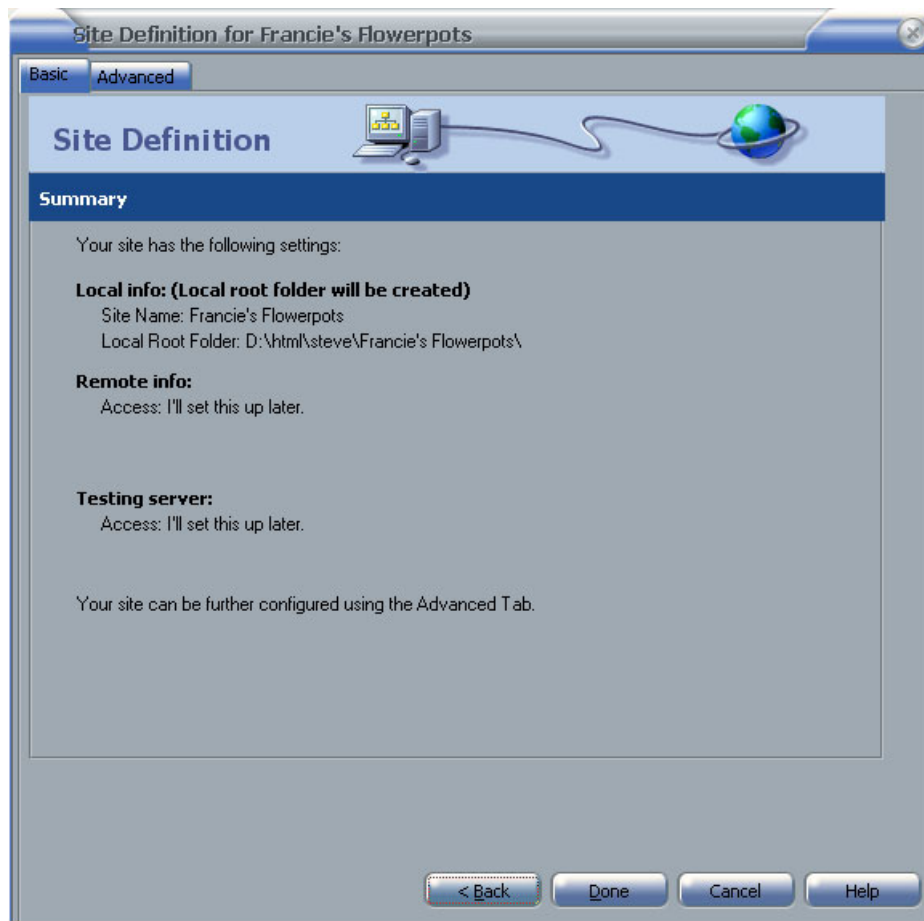 Site Definition for Francie's Flowerpots
Basic Advanced
Site Definition
Summary
Your site has the following settings:
Local info: (Local root folder will be created)
Site Name: Francie's Flowerpots
Local Root Folder: D:\html\steve\Francie's Flowerpots\
Remote info:
Access: I'll set this up later.
Testing server:
Access: I'll set this up later.
Your site can be further configured using the Advanced Tab.
< Back Done Cancel Help